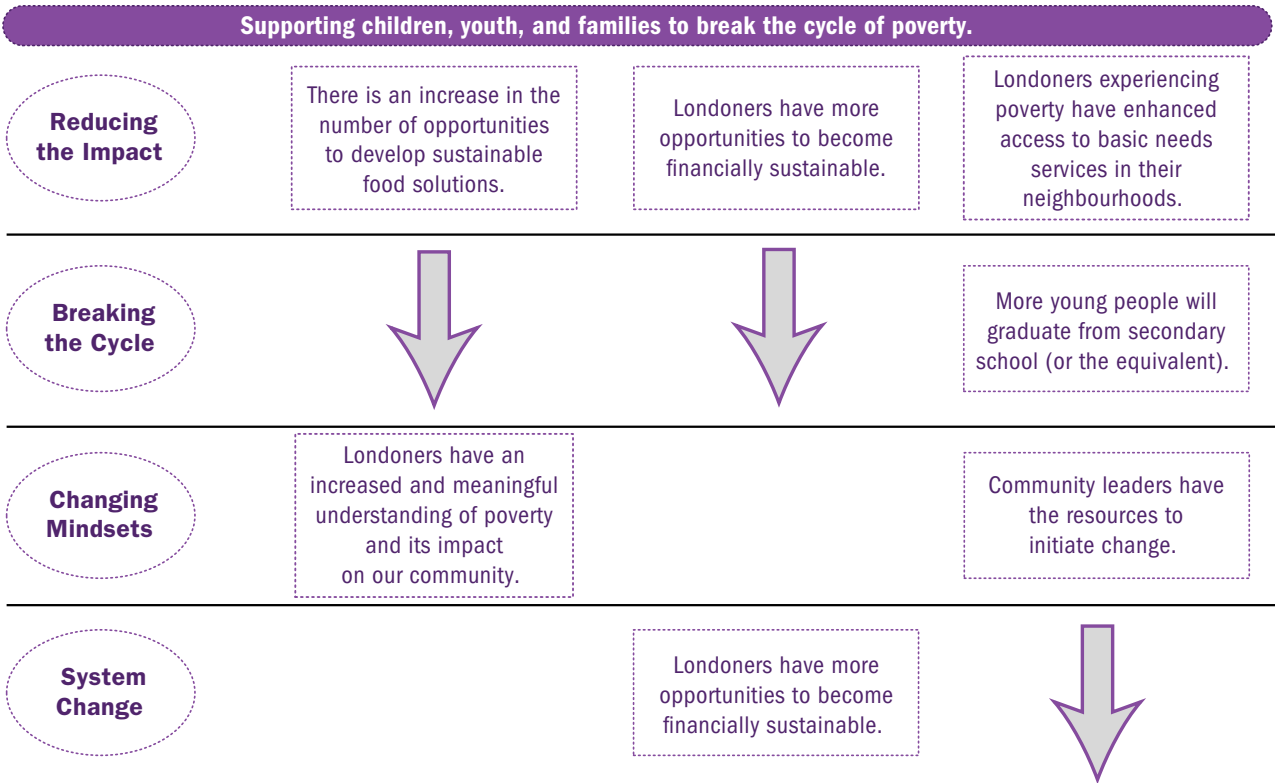 Supporting children, youth, and families to break the cycle of poverty.
Reducing
the Impact
There is an increase in the
number of opportunities
to develop sustainable
food solutions.
Londoners have more
opportunities to become
financially sustainable.
Londoners experiencing
poverty have enhanced
access to basic needs
services in their
neighbourhoods.
Breaking
the Cycle
More young people will
graduate from secondary
school (or the equivalent).
Changing
Mindsets
Londoners have an
increased and meaningful
understanding of poverty
and its impact
on our community.
Community leaders have
the resources to
initiate change.
System
Change
Londoners have more
opportunities to become
financially sustainable.